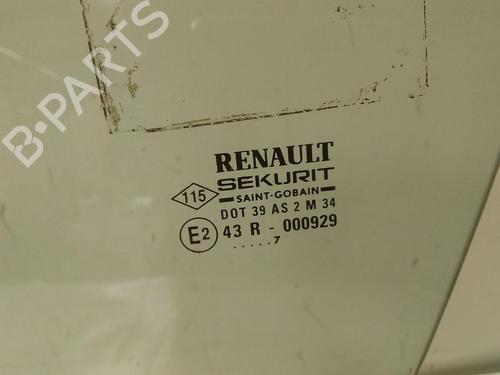 B-PARTS
RENAULT
SEKURIT
SAINT-GOBAIN
115
DOT 39 AS 2 M 34
E2 43 R - 000929
.....7